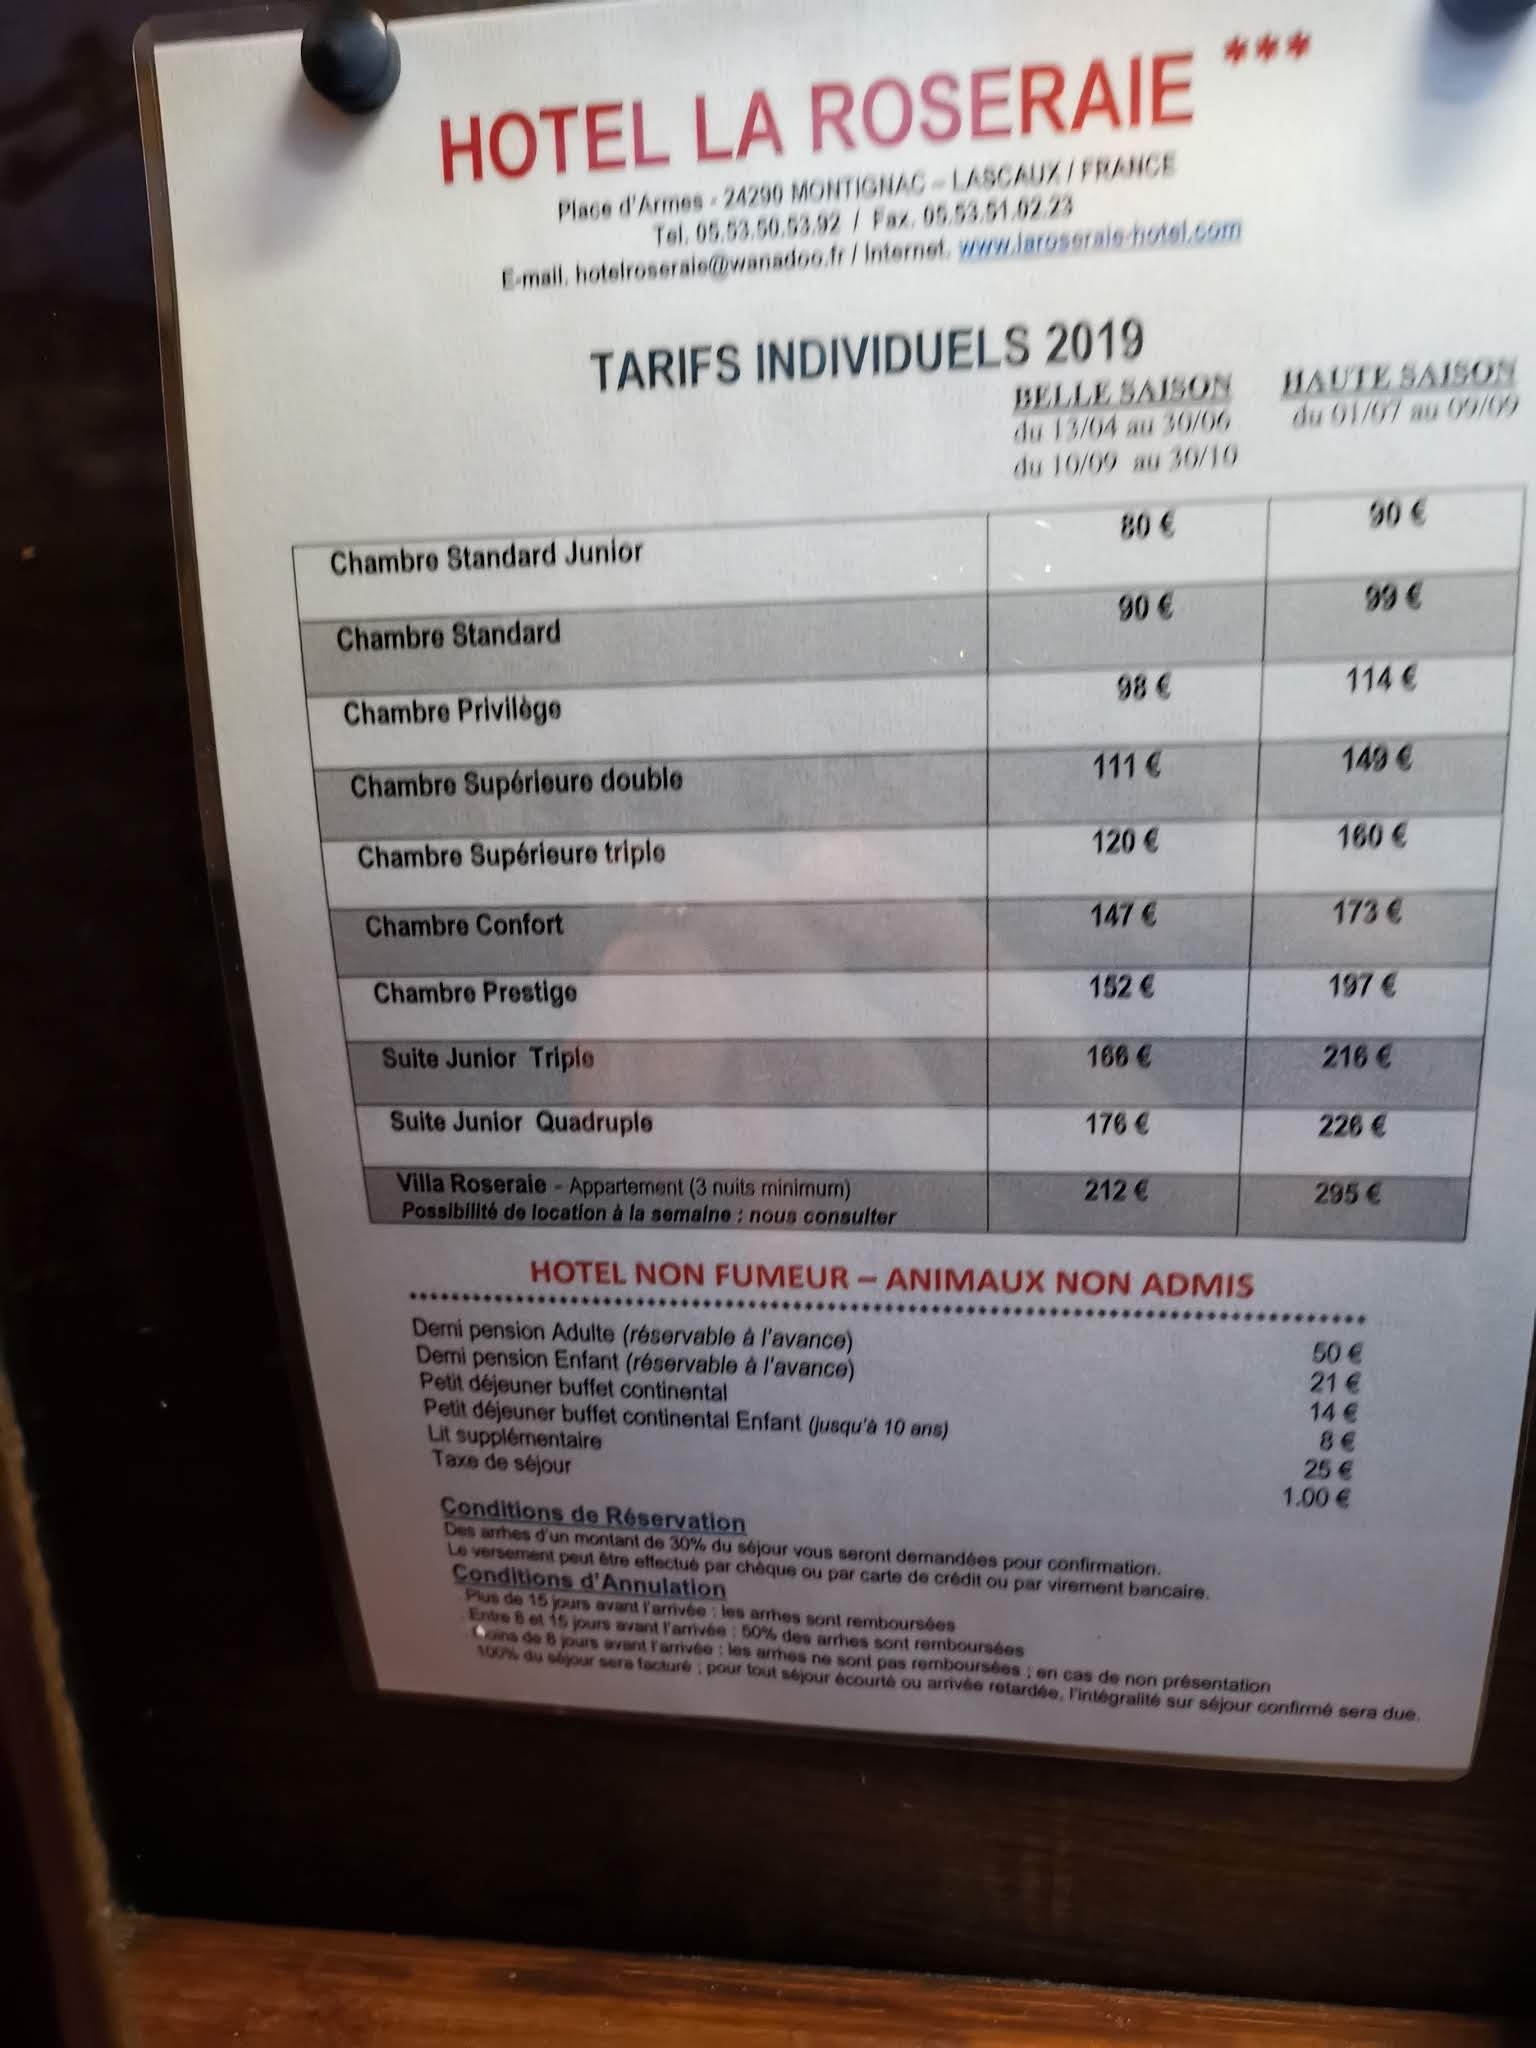 HOTEL LA ROSERAIE ***
Place d'Armes - 24290 MONTIGNAC – LASCAUX / FRANCE
Tel. 05.53.50.53.92 / Fax. 05.53.51.02.23
E-mail. hotelroseraie@wanadoo.fr / Internet. www.laroseraie-hotel.com
TARIFS INDIVIDUELS 2019
BELLE SAISON HAUTE SAISON
du 13/04 au 30/06 du 01/07 au 09/09
du 10/09 au 30/10
Chambre Standard Junior 80 € 90 €
Chambre Standard 90 € 99 €
Chambre Privilège 98 € 114 €
Chambre Supérieure double 111 € 149 €
Chambre Supérieure triple 120 € 160 €
Chambre Confort 147 € 173 €
Chambre Prestige 152 € 197 €
Suite Junior Triple 166 € 216 €
Suite Junior Quadruple 176 € 226 €
Villa Roseraie - Appartement (3 nuits minimum) 212 € 295 €
Possibilité de location à la semaine : nous consulter
HOTEL NON FUMEUR – ANIMAUX NON ADMIS
Demi pension Adulte (réservable à l'avance) 50 €
Demi pension Enfant (réservable à l'avance) 21 €
Petit déjeuner buffet continental 14 €
Petit déjeuner buffet continental Enfant (jusqu'à 10 ans) 8 €
Lit supplémentaire 25 €
Taxe de séjour 1.00 €
Conditions de Réservation
Des arrhes d'un montant de 30% du séjour vous seront demandées pour confirmation.
Le versement peut être effectué par chèque ou par carte de crédit ou par virement bancaire.
Conditions d'Annulation
Plus de 15 jours avant l'arrivée : les arrhes sont remboursées
Entre 8 et 15 jours avant l'arrivée : 50% des arrhes sont remboursées
Moins de 8 jours avant l'arrivée : les arrhes ne sont pas remboursées ; en cas de non présentation
100% du séjour sera facturé ; pour tout séjour écourté ou arrivée retardée, l'intégralité sur séjour confirmé sera due.